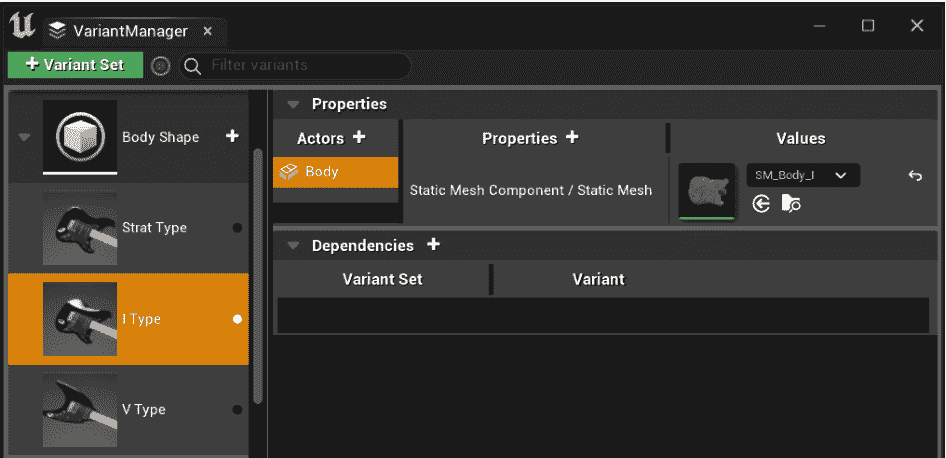 VariantManager
+ Variant Set
Filter variants
Body Shape
Strat Type
I Type
V Type
Properties
Actors +
Properties +
Values
Body
Static Mesh Component / Static Mesh
SM_Body_I
Dependencies +
Variant Set
Variant